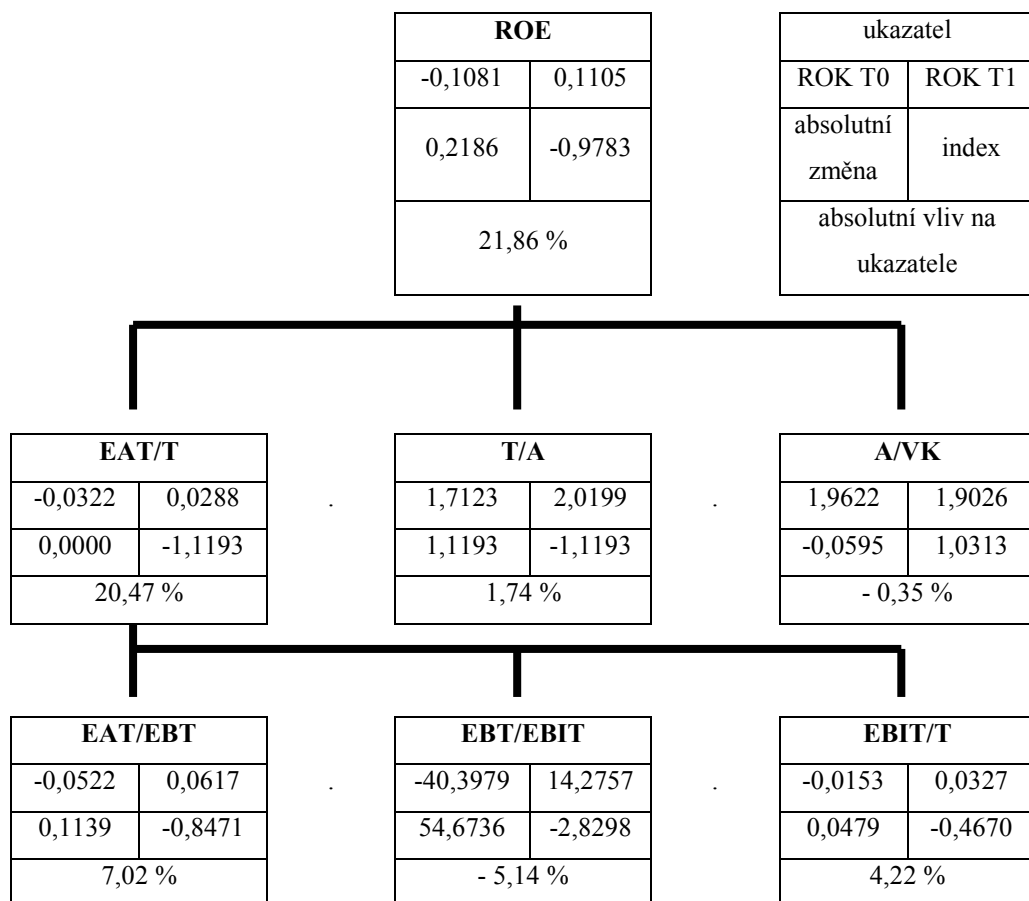 ROE ukazatel
-0,1081 0,1105 ROK T0 ROK T1
0,2186 -0,9783 absolutní změna index
21,86 % absolutní vliv na ukazatele
EAT/T T/A A/VK
-0,0322 0,0288 . 1,7123 2,0199 . 1,9622 1,9026
0,0000 -1,1193 1,1193 -1,1193 -0,0595 1,0313
20,47 % 1,74 % - 0,35 %
EAT/EBT EBT/EBIT EBIT/T
-0,0522 0,0617 . -40,3979 14,2757 . -0,0153 0,0327
0,1139 -0,8471 54,6736 -2,8298 0,0479 -0,4670
7,02 % - 5,14 % 4,22 %